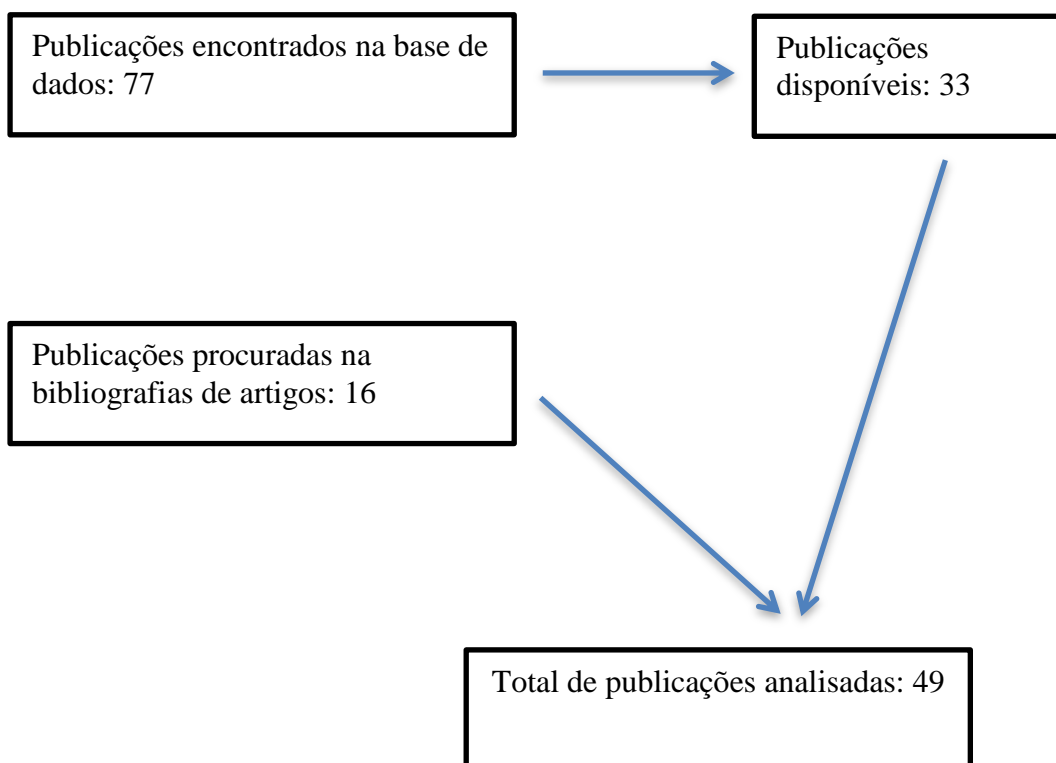 Publicações encontrados na base de
dados: 77
Publicações
disponíveis: 33
Publicações procuradas na
bibliografias de artigos: 16
Total de publicações analisadas: 49